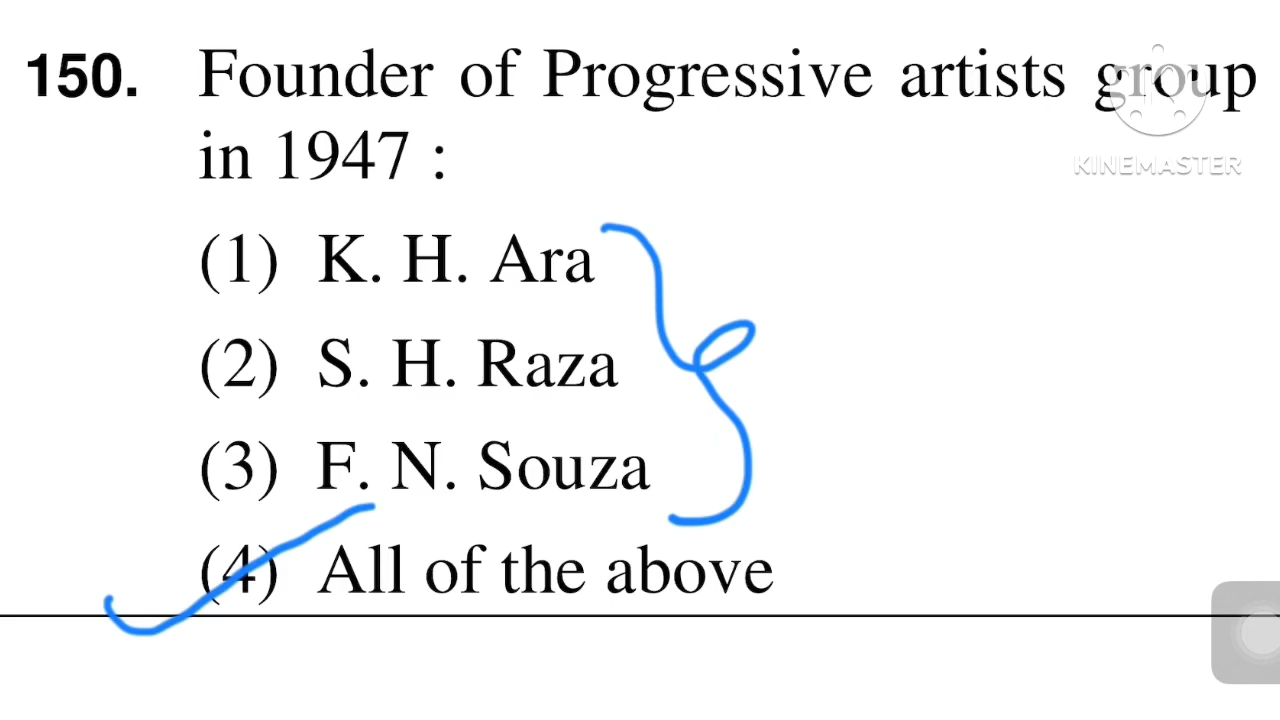 150. Founder of Progressive artists group
in 1947 :
KINEMASTER
(1) K. H. Ara
(2) S. H. Raza
(3) F. N. Souza
(4) All of the above